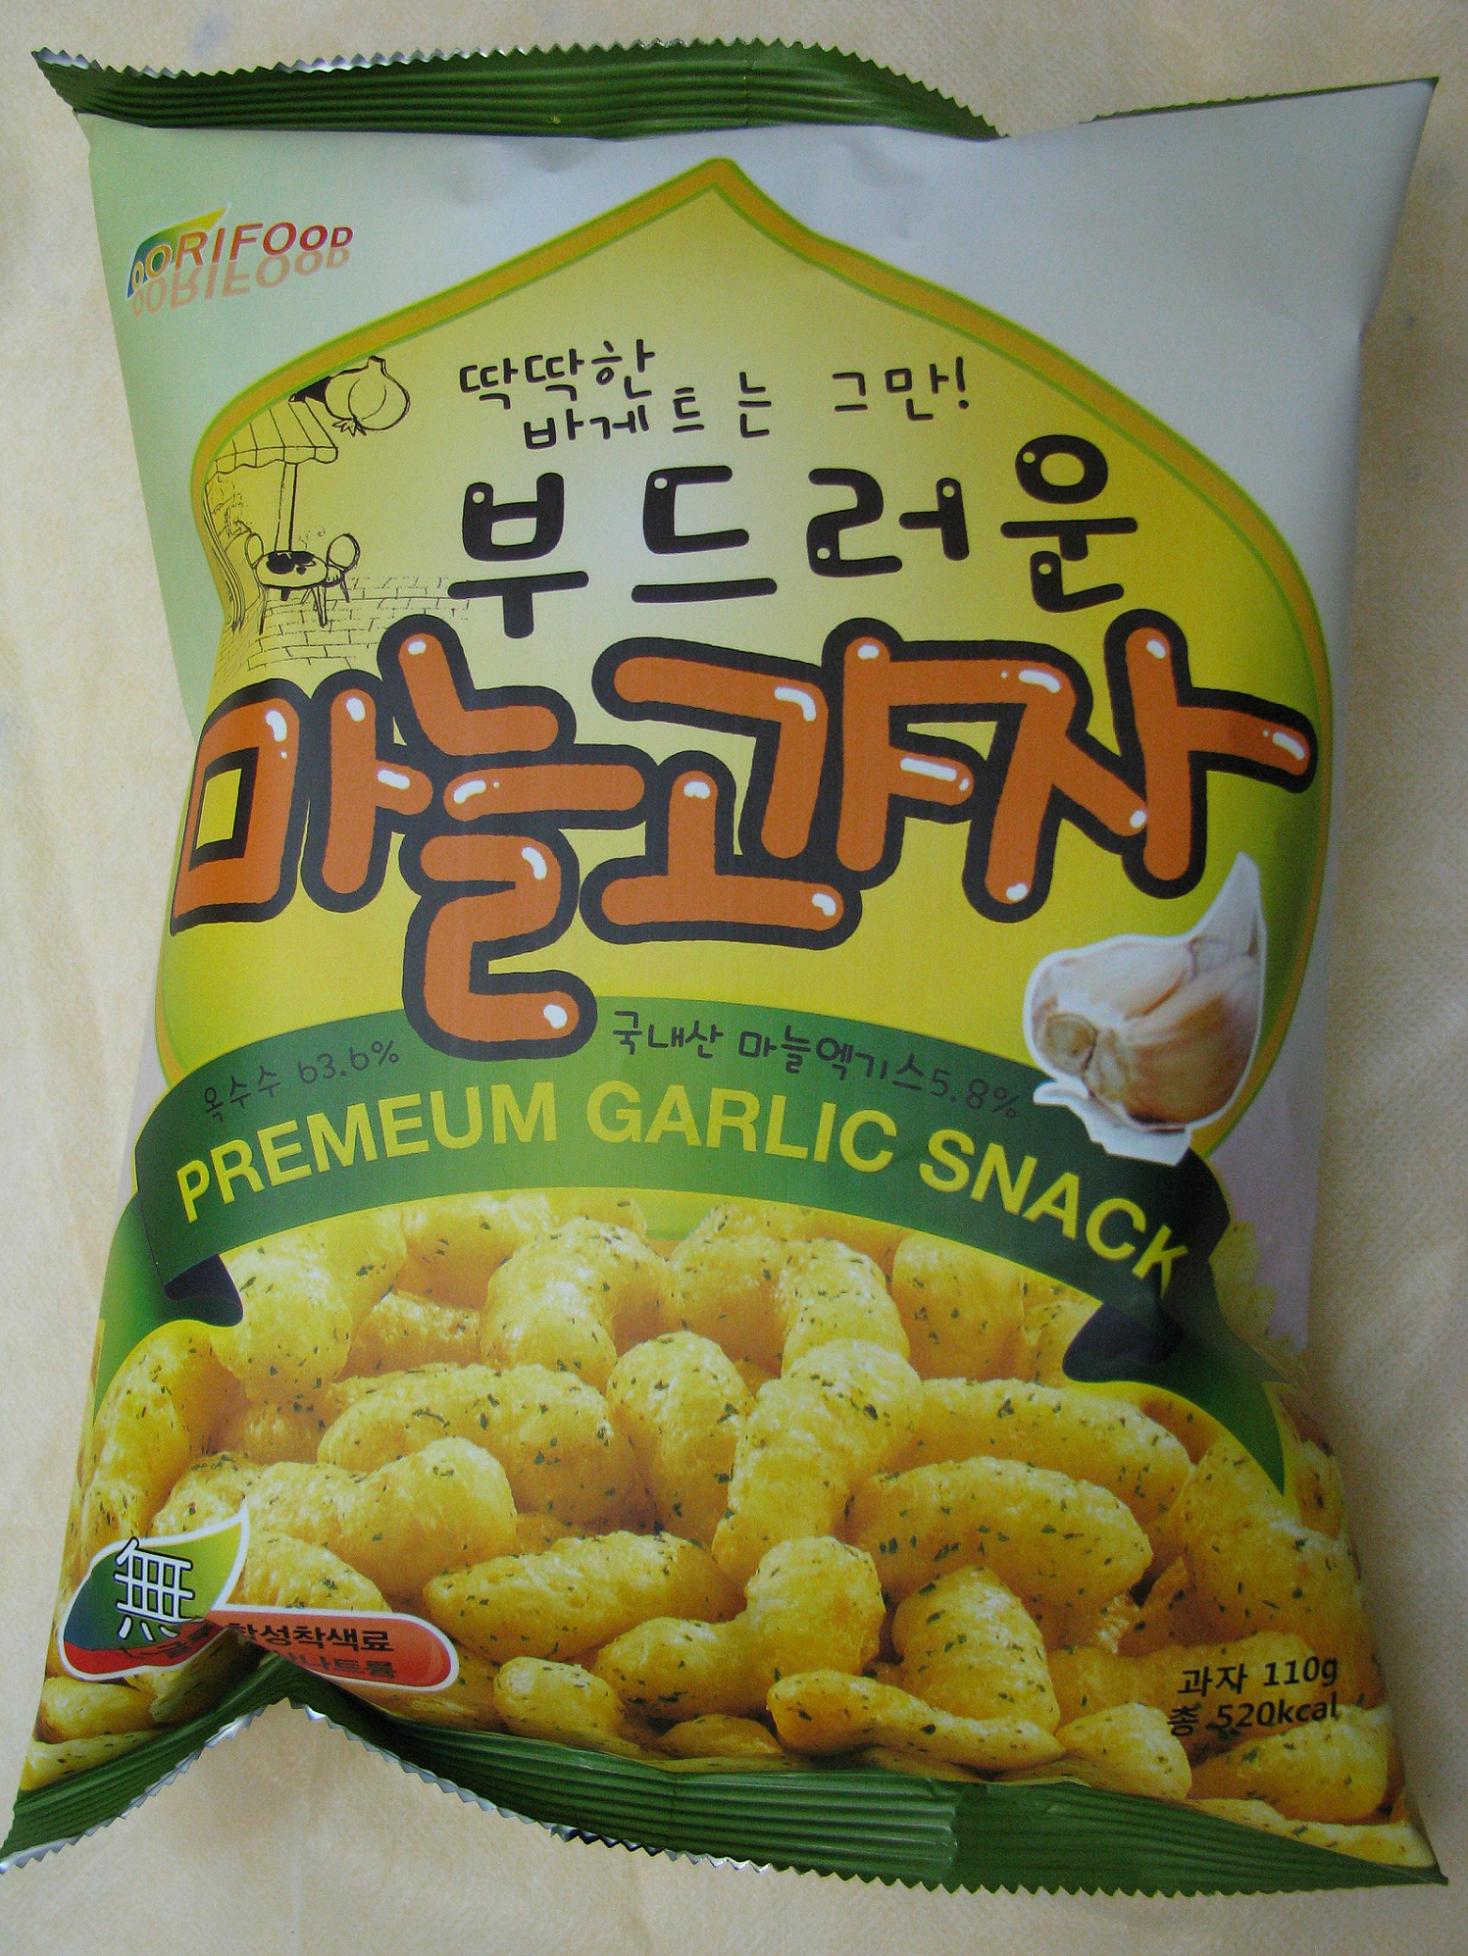 DORIFOOD
딱딱한
바게트는 그만!
부드러운
마늘과자
옥수수 63.6%
국내산 마늘엑기스5.8%
PREMEUM GARLIC SNACK
無
합성착색료
과자 110g
총 520kcal